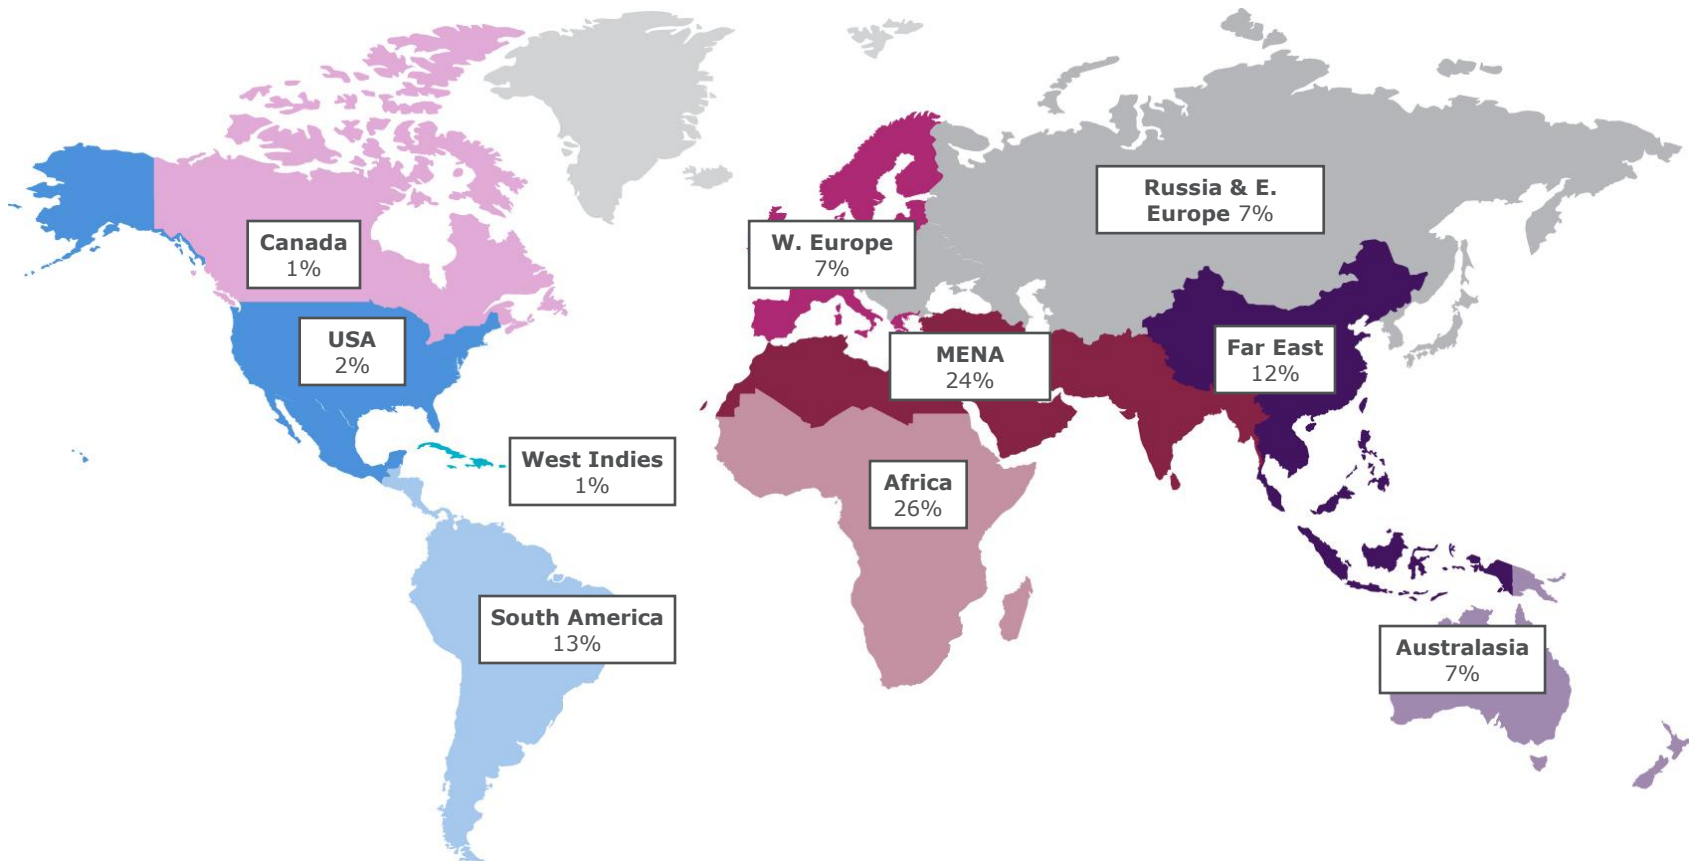 Canada
1%
USA
2%
West Indies
1%
South America
13%
W. Europe
7%
Russia & E.
Europe 7%
MENA
24%
Far East
12%
Africa
26%
Australasia
7%